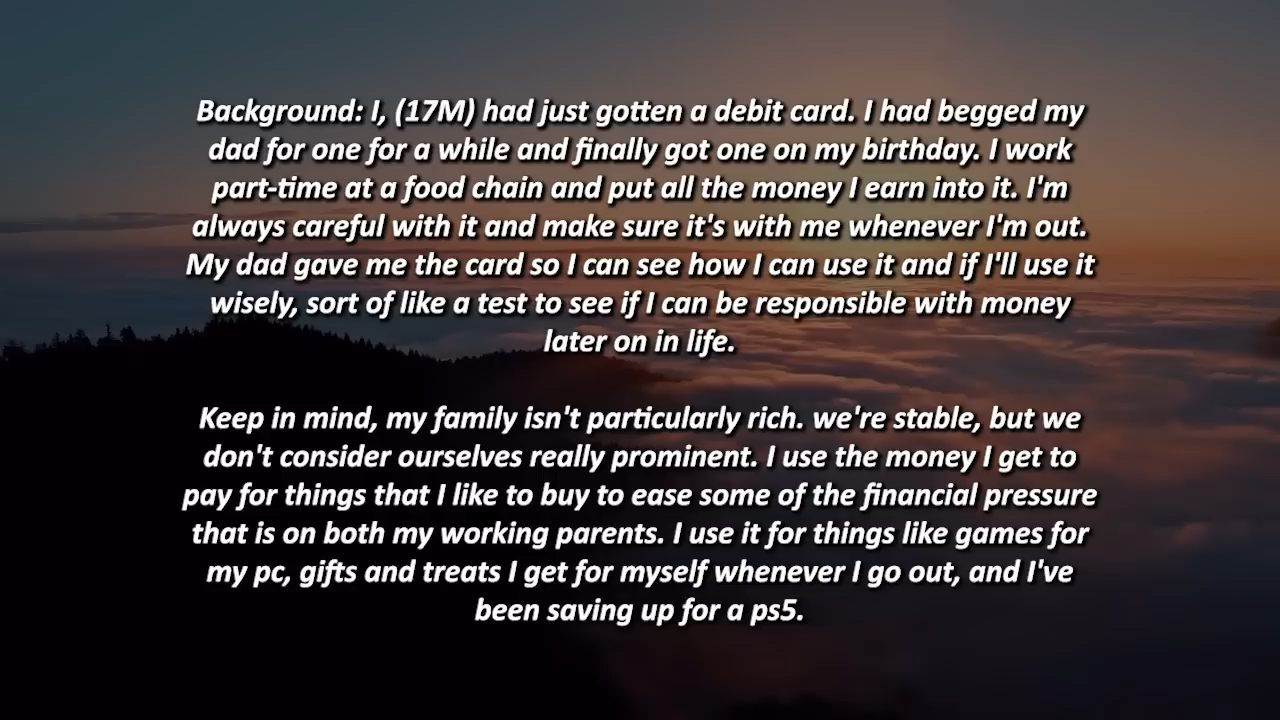 Background: I, (17M) had just gotten a debit card. I had begged my
dad for one for a while and finally got one on my birthday. I work
part-time at a food chain and put all the money I earn into it. I'm
always careful with it and make sure it's with me whenever I'm out.
My dad gave me the card so I can see how I can use it and if I'll use it
wisely, sort of like a test to see if I can be responsible with money
later on in life.
Keep in mind, my family isn't particularly rich. we're stable, but we
don't consider ourselves really prominent. I use the money I get to
pay for things that I like to buy to ease some of the financial pressure
that is on both my working parents. I use it for things like games for
my pc, gifts and treats I get for myself whenever I go out, and I've
been saving up for a ps5.